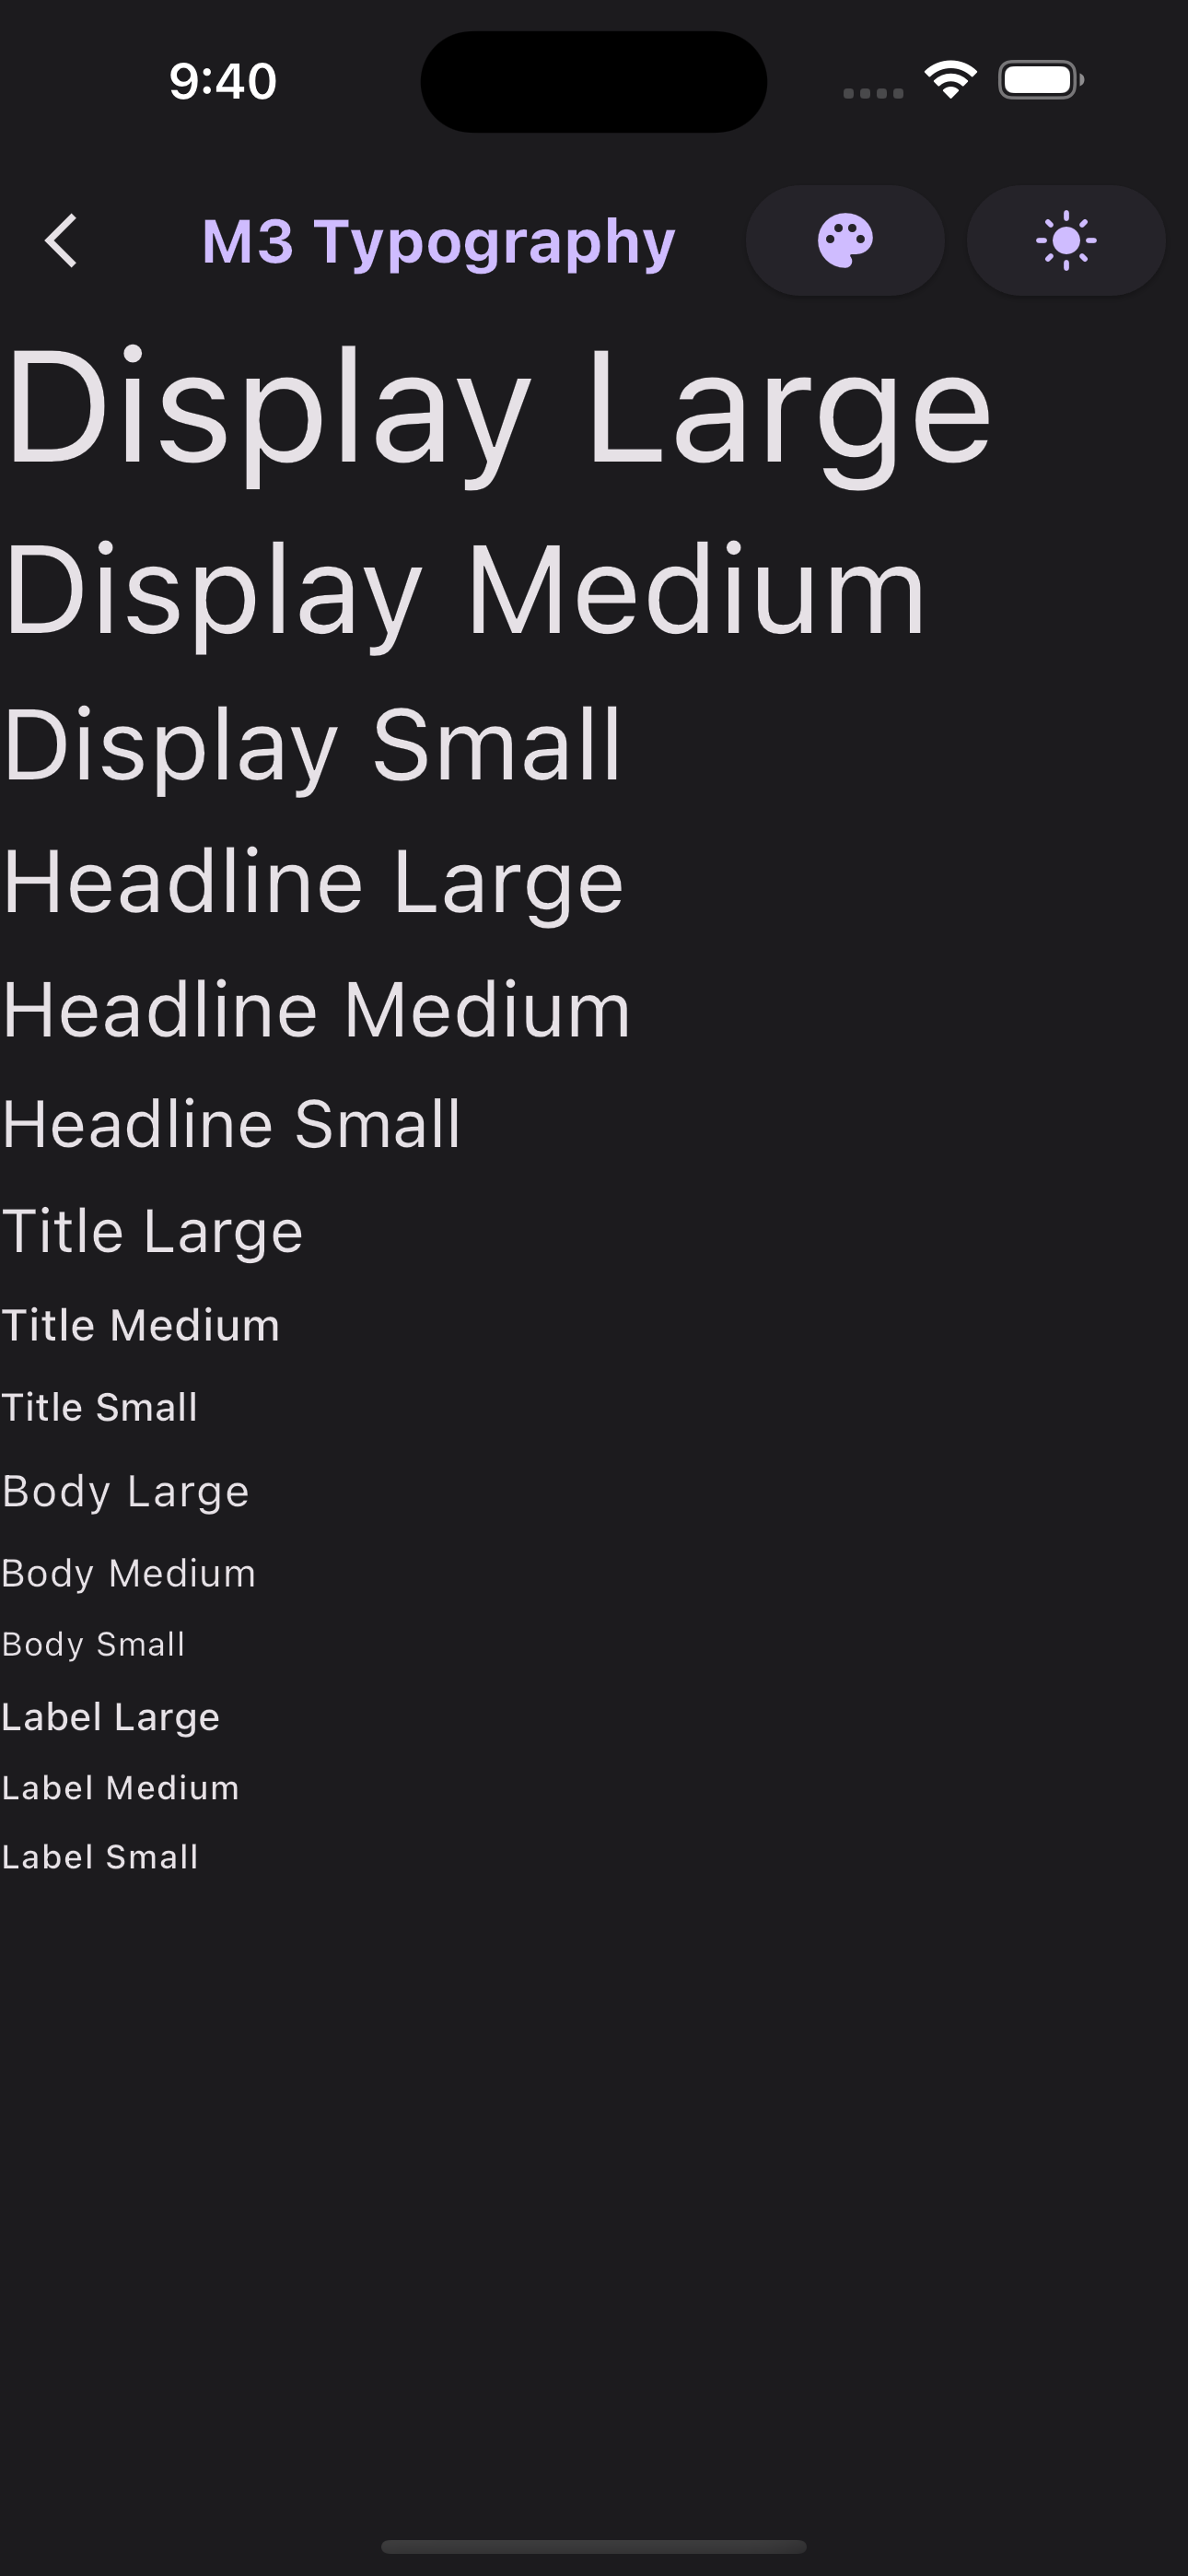 9:40
M3 Typography
Display Large
Display Medium
Display Small
Headline Large
Headline Medium
Headline Small
Title Large
Title Medium
Title Small
Body Large
Body Medium
Body Small
Label Large
Label Medium
Label Small